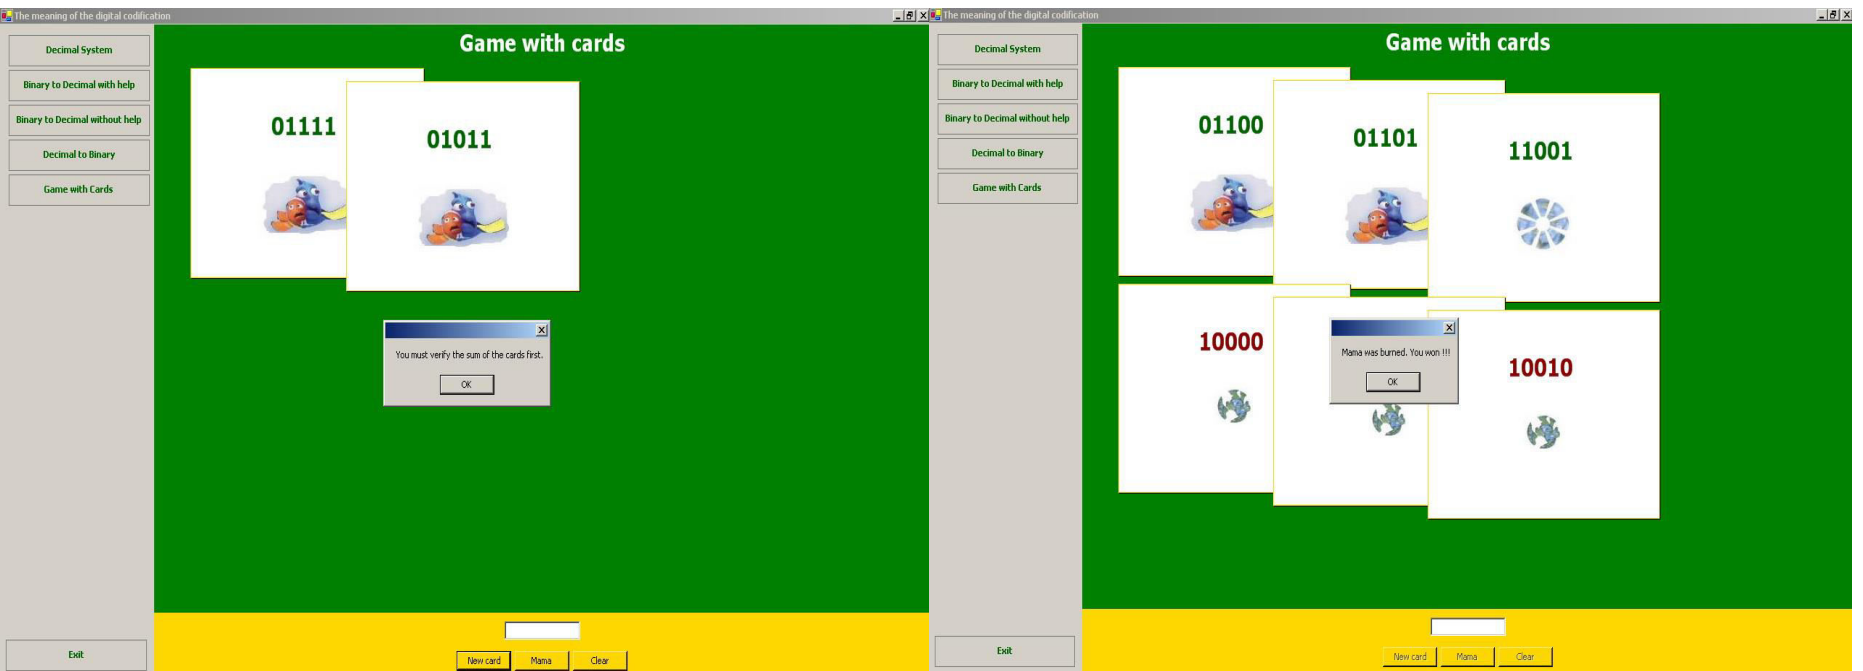 The meaning of the digital codification
Game with cards
Decimal System
Binary to Decimal with help
Binary to Decimal without help
Decimal to Binary
Game with Cards
01111
01011
You must verify the sum of the cards first.
OK
Exit
New card
Mama
Clear
The meaning of the digital codification
Game with cards
Decimal System
Binary to Decimal with help
Binary to Decimal without help
Decimal to Binary
Game with Cards
01100
01101
11001
10000
10010
Mama was burned. You won !!!
OK
Exit
New card
Mama
Clear